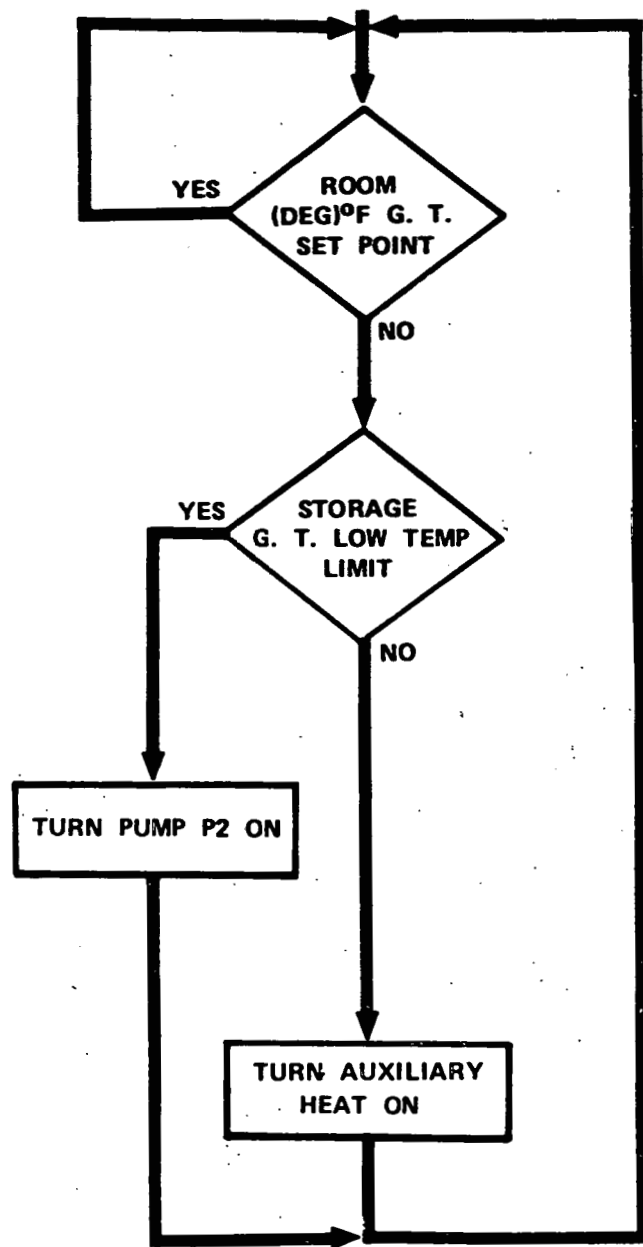 YES
ROOM
(DEG)ºF G. T.
SET POINT
NO
YES
STORAGE
G. T. LOW TEMP
LIMIT
NO
TURN PUMP P2 ON
TURN AUXILIARY
HEAT ON